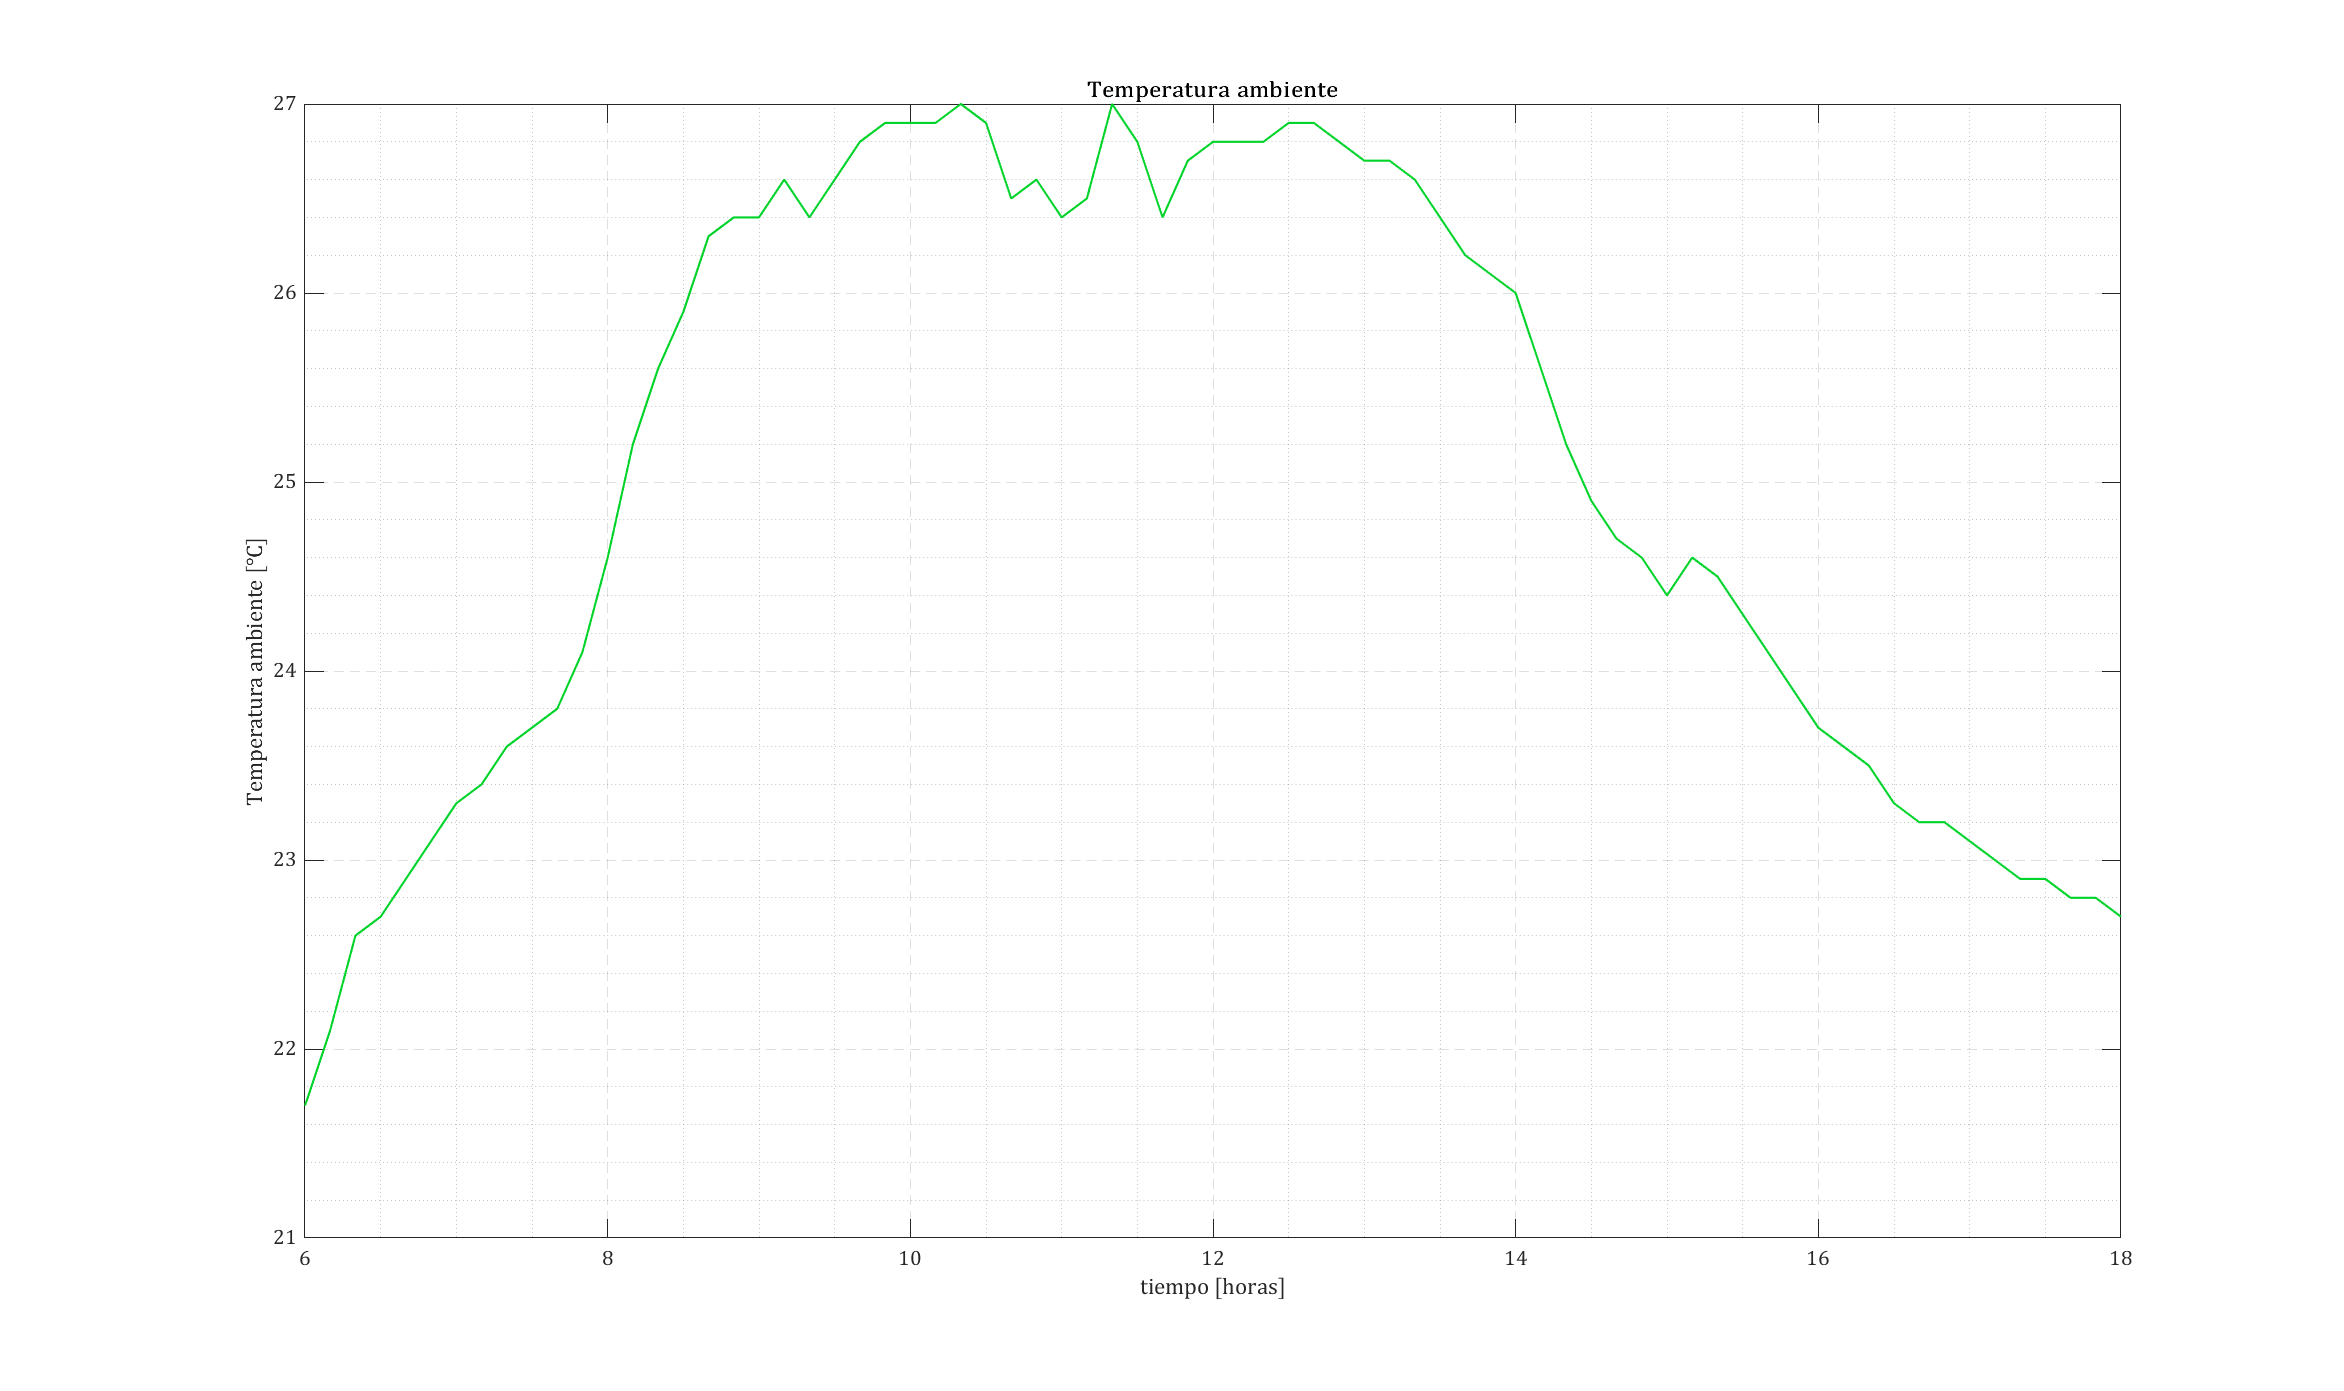 Temperatura ambiente
27
26
25
24
23
22
21
Temperatura ambiente [°C]
6 8 10 12 14 16 18
tiempo [horas]